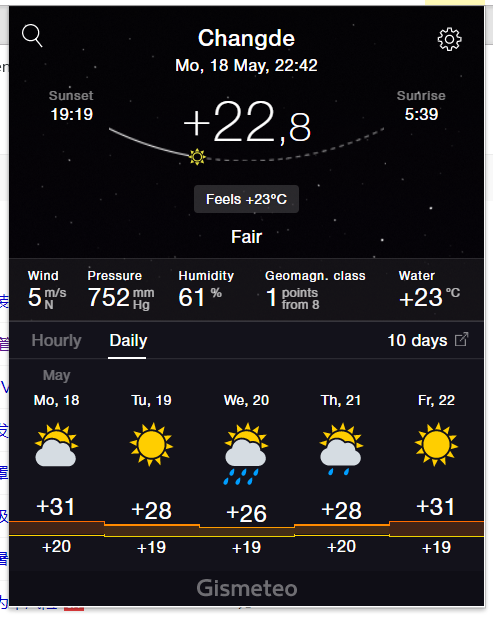 Changde
Mo, 18 May, 22:42
Sunset
19:19
Sunrise
5:39
+22,8
Feels +23°C
Fair
Wind Pressure Humidity Geomagn. class Water
5 m/s N 752 mm Hg 61 % 1 points from 8 +23 °C
Hourly Daily 10 days
May
Mo, 18 Tu, 19 We, 20 Th, 21 Fr, 22
+31 +28 +26 +28 +31
+20 +19 +19 +20 +19
Gismeteo